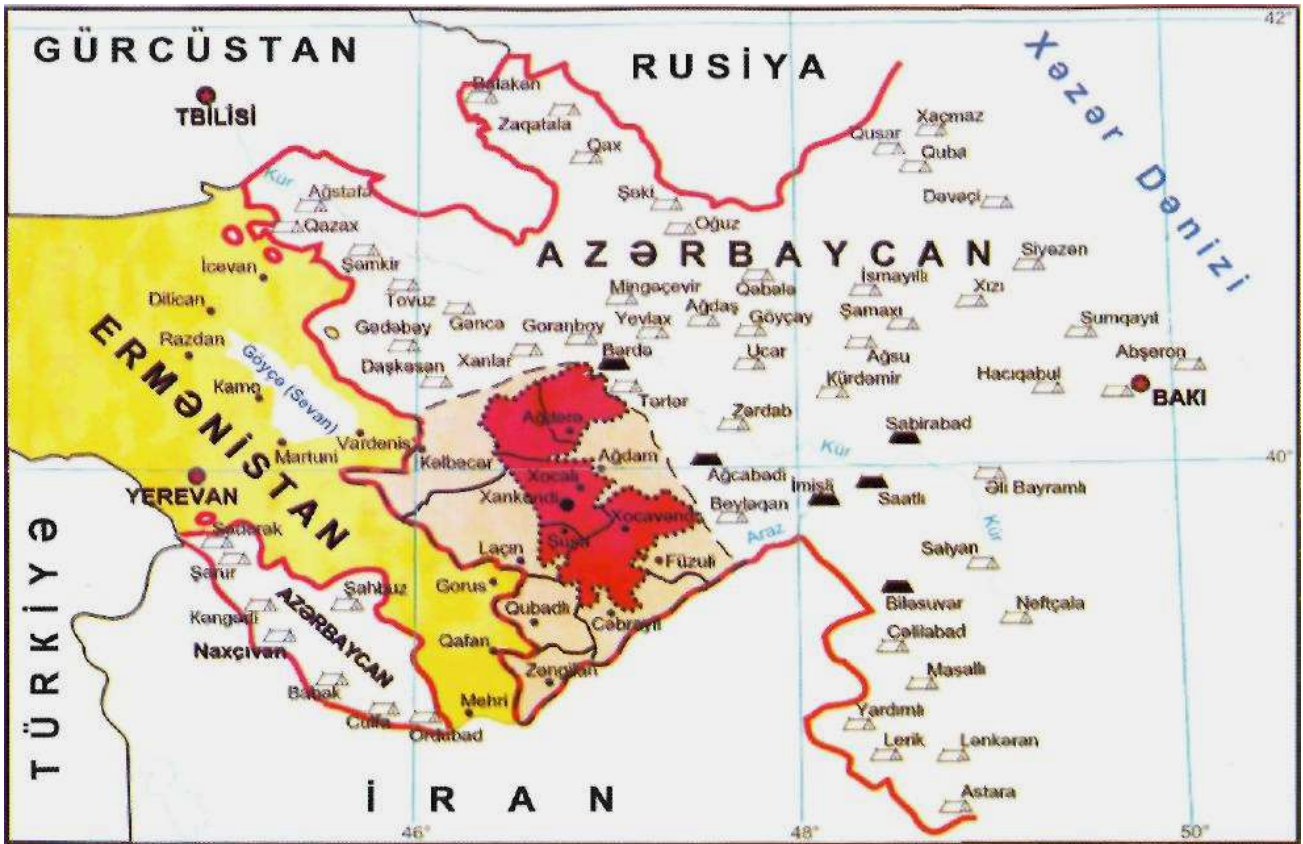 GÜRCÜSTAN
RUSİYA
42°
Xəzər Dənizi
TBİLİSİ
Balakən
Zaqatala
Qax
Xaçmaz
Qusar
Quba
Dəvəçi
Kür
Ağstafa
Qazax
Şəki
Oğuz
AZƏRBAYCAN
Siyəzən
İcevan
Şəmkir
Tovuz
Mingəçevir
Qəbələ
İsmayıllı
Xızı
Dilican
Gədəbəy
Gəncə
Goranboy
Yevlax
Ağdaş
Göyçay
Şamaxı
Sumqayıt
Razdan
Daşkəsən
Xanlar
Bərdə
Ucar
Ağsu
Abşeron
ERMƏNİSTAN
Göyçə (Sevan)
Kamo
Tərtər
Kürdəmir
Hacıqabul
BAKI
Zərdab
Sabirabad
Ağdərə
Martuni
Vardenis
Kəlbəcər
Ağdam
Kür
40°
YEREVAN
Xocalı
Ağcabədi
İmişli
Saatlı
Əli Bayramlı
Xankəndi
Beyləqan
Xocavənd
Şuşa
Araz
Kür
Sədərək
Şərur
Laçın
Füzuli
Salyan
TÜRKİYƏ
Şahbuz
Gorus
Biləsuvar
Neftçala
Kəngərli
AZƏRBAYCAN
Qubadlı
Cəbrayıl
Cəlilabad
Naxçıvan
Qafan
Zəngilan
Masallı
Babək
Culfa
Ordubad
Mehri
Yardımlı
Lerik
Lənkəran
İRAN
Astara
46°
48°
50°